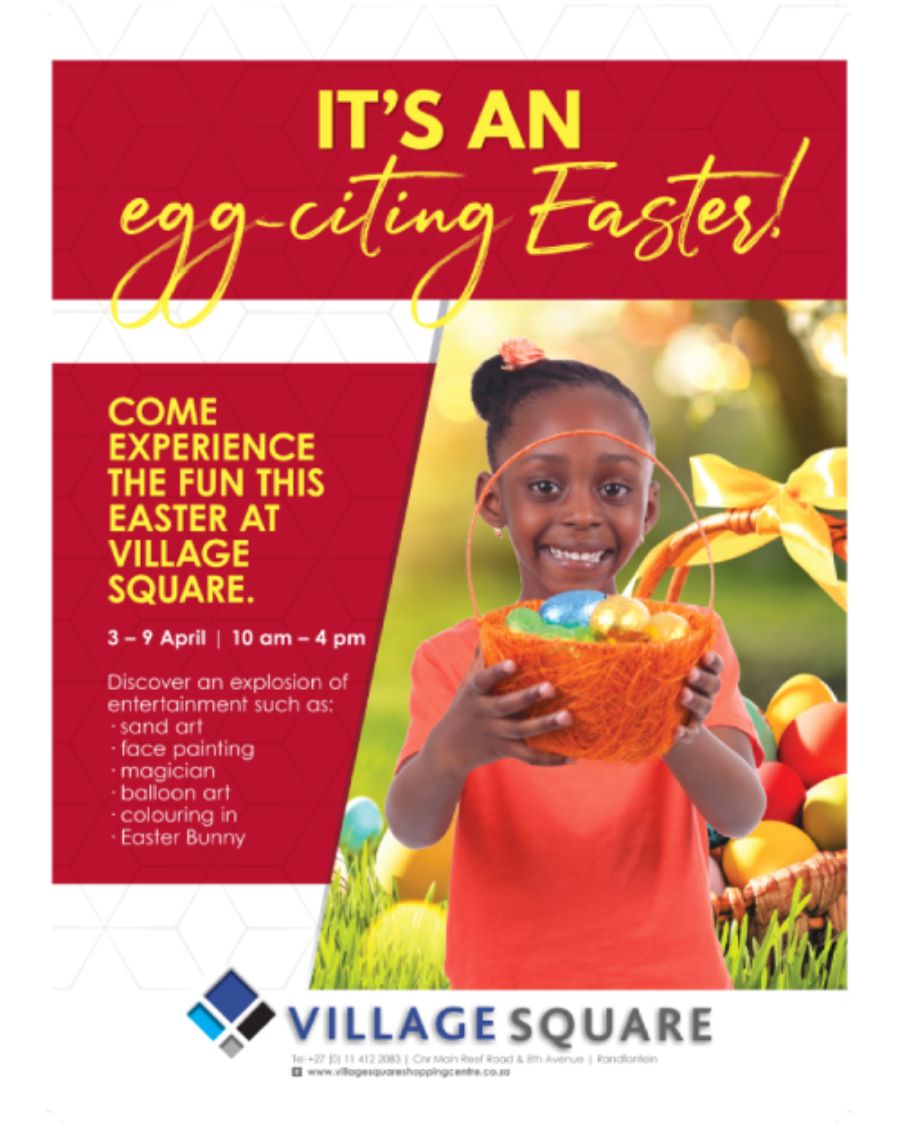 IT'S AN
egg-citing Easter!
COME
EXPERIENCE
THE FUN THIS
EASTER AT
VILLAGE
SQUARE.
3 – 9 April | 10 am – 4 pm
Discover an explosion of
entertainment such as:
· sand art
· face painting
· magician
· balloon art
· colouring in
· Easter Bunny
VILLAGE SQUARE
Tel +27 (0) 11 412 2083 | Cnr Main Reef Road & 8th Avenue | Randfontein
www.villagesquareshoppingcentre.co.za